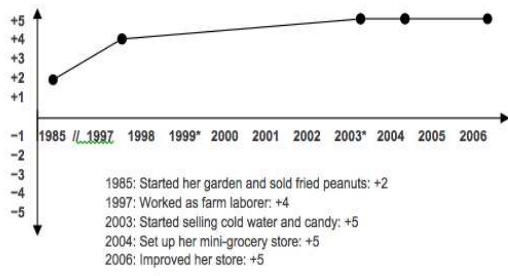 +5
+4
+3
+2
+1
−1 1985 // 1997 1998 1999* 2000 2001 2002 2003* 2004 2005 2006
−2
−3
−4
−5
1985: Started her garden and sold fried peanuts: +2
1997: Worked as farm laborer: +4
2003: Started selling cold water and candy: +5
2004: Set up her mini-grocery store: +5
2006: Improved her store: +5